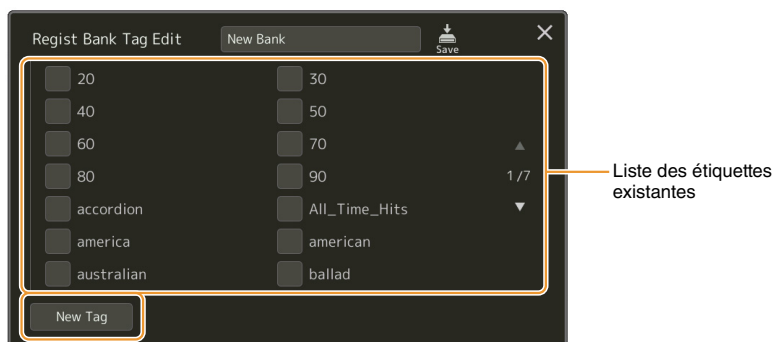 Regist Bank Tag Edit New Bank Save
20 30
40 50
60 70
80 90 1/7
accordion All_Time_Hits
america american
australian ballad
New Tag
Liste des étiquettes
existantes